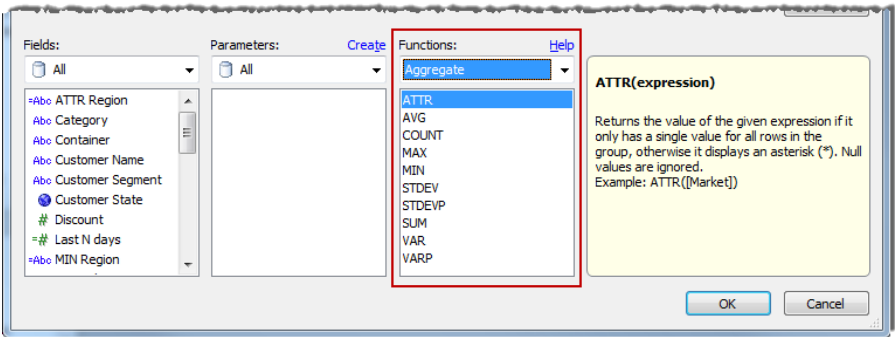 Fields:
All
=Abc ATTR Region
Abc Category
Abc Container
Abc Customer Name
Abc Customer Segment
Customer State
# Discount
=# Last N days
=Abc MIN Region
Parameters: Create
All
Functions: Help
Aggregate
ATTR
AVG
COUNT
MAX
MIN
STDEV
STDEVP
SUM
VAR
VARP
ATTR(expression)
Returns the value of the given expression if it
only has a single value for all rows in the
group, otherwise it displays an asterisk (*). Null
values are ignored.
Example: ATTR([Market])
OK Cancel